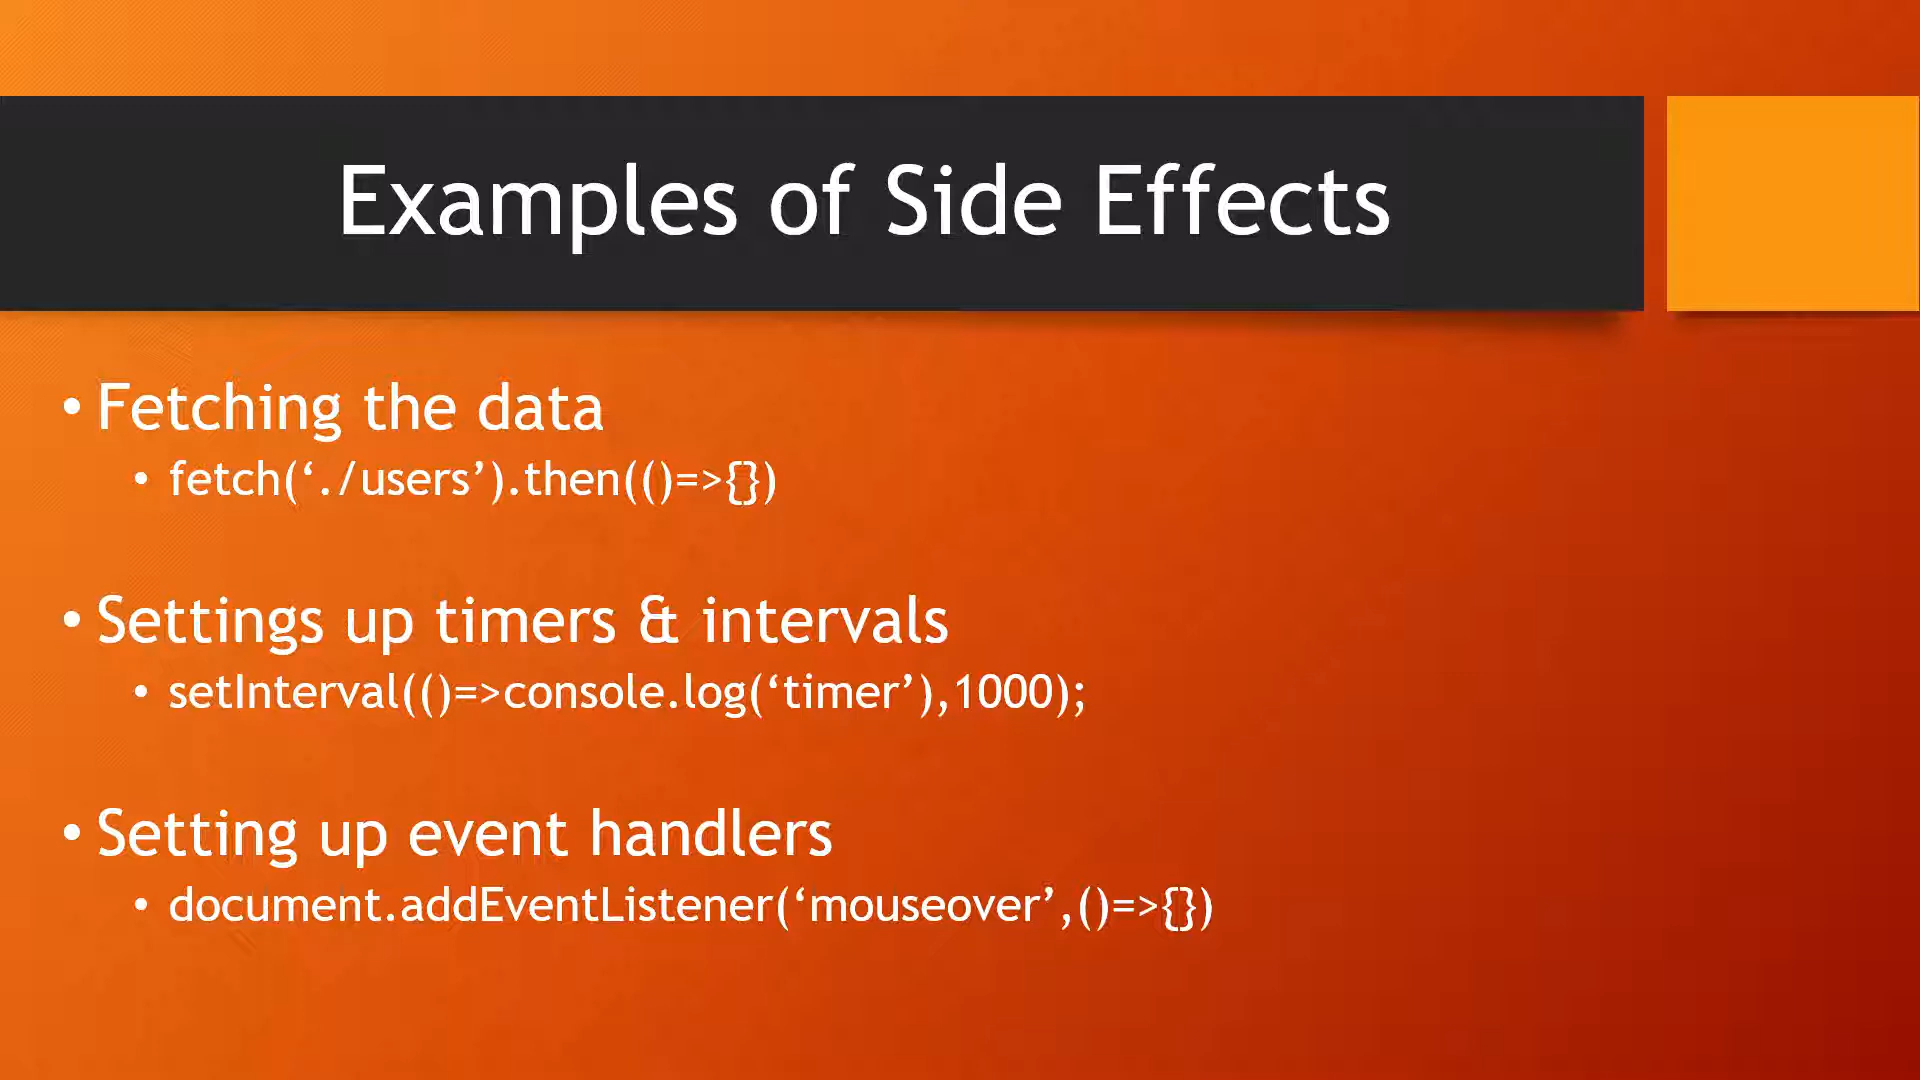 Examples of Side Effects
• Fetching the data
• fetch(‘./users’).then(()=>{})
• Settings up timers & intervals
• setInterval(()=>console.log(‘timer’),1000);
• Setting up event handlers
• document.addEventListener(‘mouseover’,()=>{})